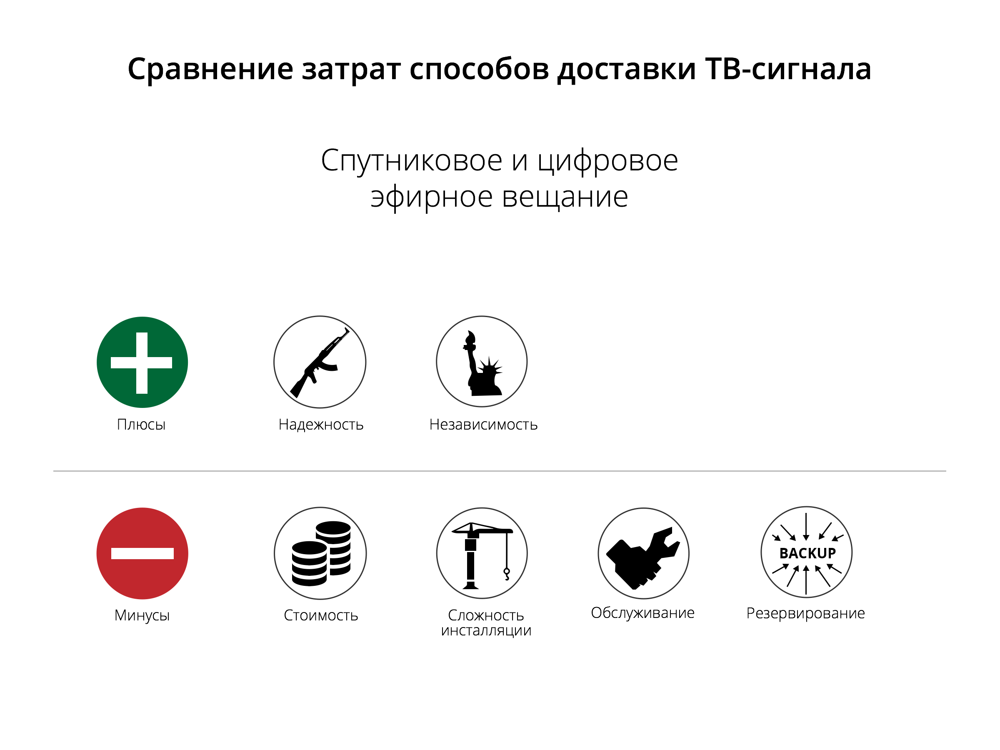 Сравнение затрат способов доставки ТВ-сигнала
Спутниковое и цифровое
эфирное вещание
Плюсы
Надежность
Независимость
BACKUP
Минусы
Стоимость
Сложность
инсталляции
Обслуживание
Резервирование